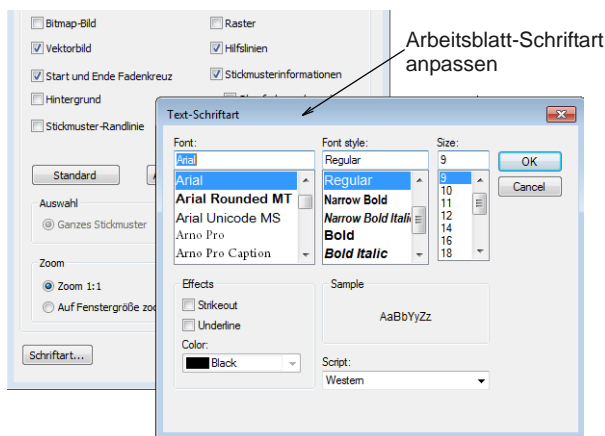 Bitmap-Bild
Raster
Vektorbild
Hilfslinien
Start und Ende Fadenkreuz
Stickmusterinformationen
Hintergrund
Stickmuster-Randlinie
Standard
Auswahl
Ganzes Stickmuster
Zoom
Zoom 1:1
Auf Fenstergröße
Schriftart...
Arbeitsblatt-Schriftart
anpassen
Text-Schriftart
Font:
Arial
Arial
Arial Rounded MT
Arial Unicode MS
Arno Pro
Arno Pro Caption
Font style:
Regular
Regular
Narrow Bold
Narrow Bold Itali
Bold
Bold Italic
Size:
9
9
10
11
12
14
16
18
OK
Cancel
Effects
Strikeout
Underline
Color:
Black
Sample
AaBbYyZz
Script:
Western